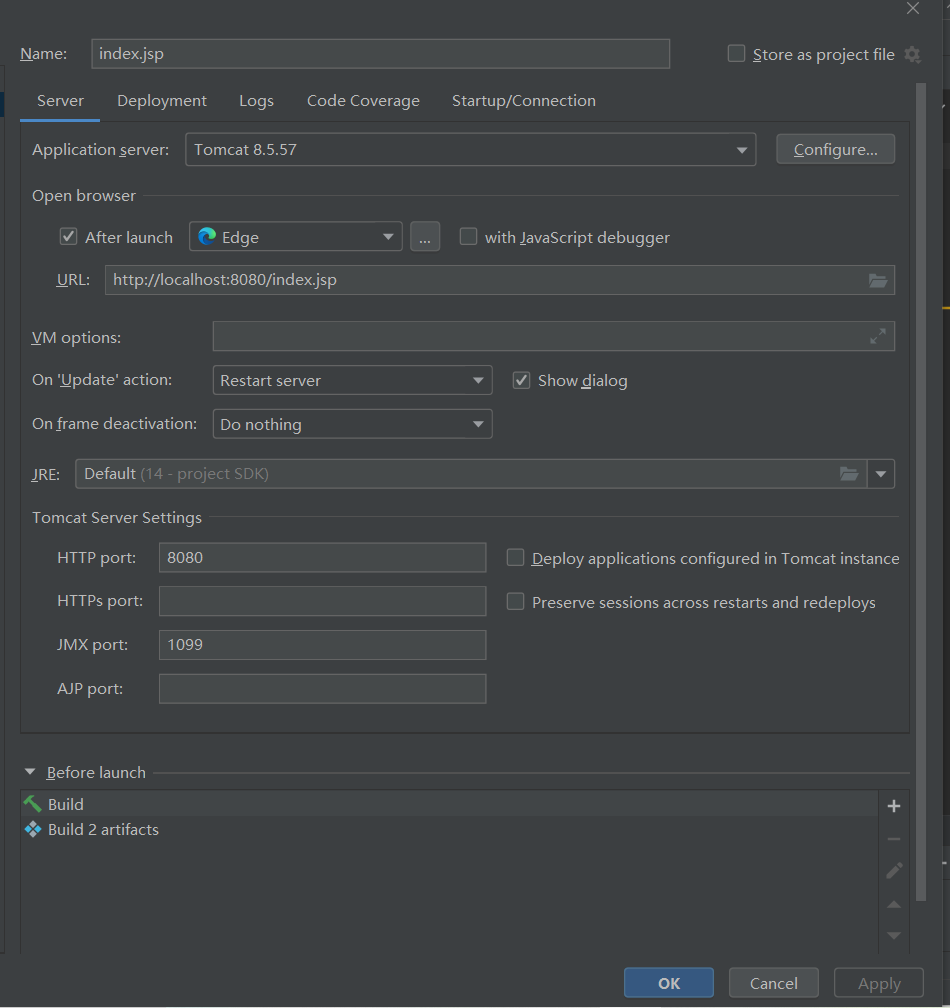 Name: index.jsp Store as project file
Server Deployment Logs Code Coverage Startup/Connection
Application server: Tomcat 8.5.57 Configure...
Open browser
After launch Edge ... with JavaScript debugger
URL: http://localhost:8080/index.jsp
VM options:
On 'Update' action: Restart server Show dialog
On frame deactivation: Do nothing
JRE: Default (14 - project SDK)
Tomcat Server Settings
HTTP port: 8080 Deploy applications configured in Tomcat instance
HTTPs port: Preserve sessions across restarts and redeploys
JMX port: 1099
AJP port:
Before launch
Build
Build 2 artifacts
OK Cancel Apply